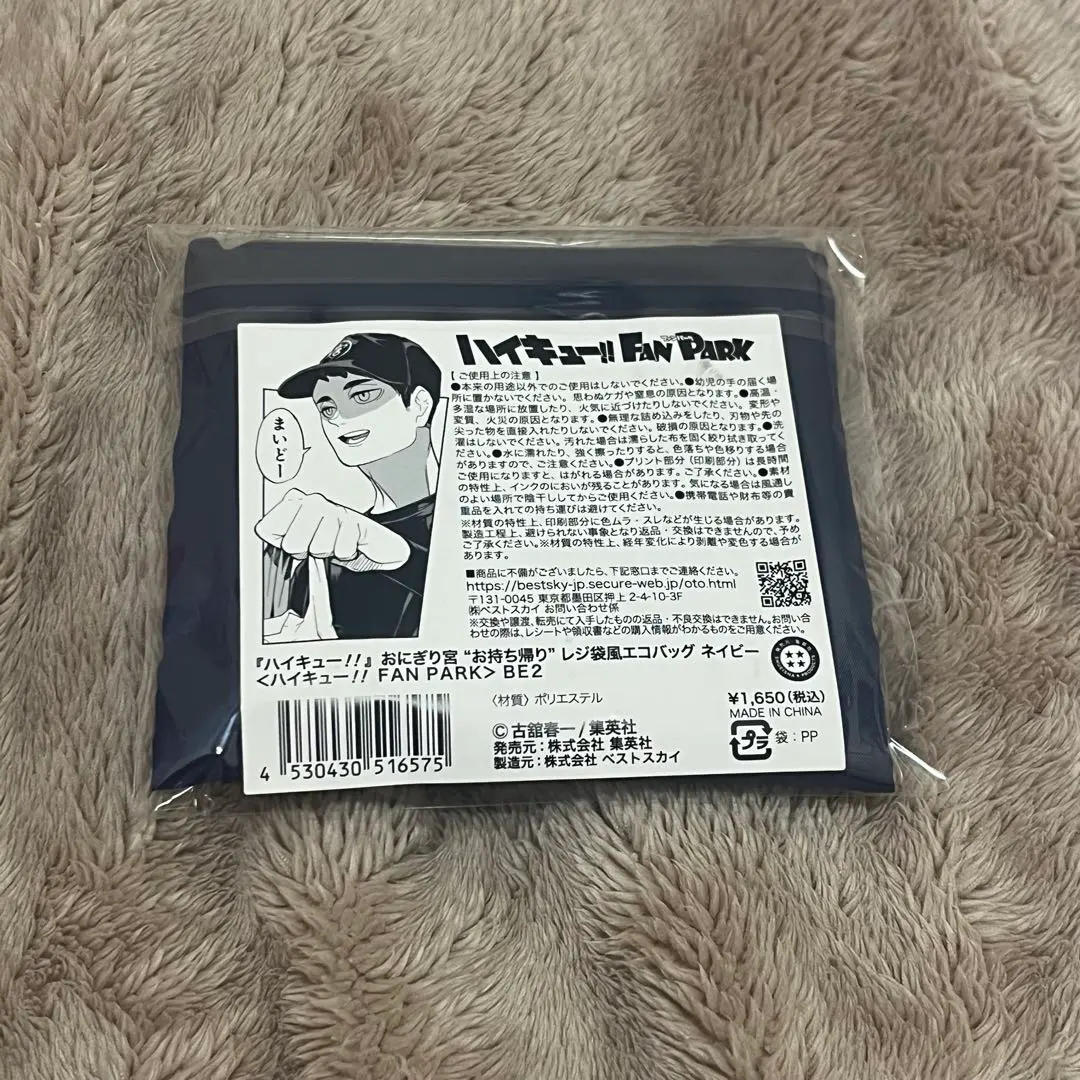 ハイキュー!! FAN PARK
【ご使用上の注意】
●本来の用途以外でのご使用はしないでください。●幼児の手の届く場
所に置かないでください。思わぬケガや窒息の原因となります。●高温・
多湿な場所に放置したり、火気に近づけたりしないでください。変形や
変質、火災の原因となります。●無理な詰め込みをしたり、刃物や先の
尖った物を直接入れたりしないでください。破損の原因となります。●洗
濯はしないでください。汚れた場合は濡らした布を固く絞り拭き取ってく
ださい。●水に濡れたり、強く擦ったりすると、色落ちや色移りする場合
がありますので、ご注意ください。●プリント部分(印刷部分)は長時間
ご使用になりますと、はがれる場合があります。ご了承ください。●素材
の特性上、インクのにおいが残ることがあります。気になる場合は風通し
のよい場所で陰干ししてからご使用ください。●携帯電話や財布等の貴
重品を入れての持ち運びは避けてください。
※材質の特性上、印刷部分に色ムラ・スレなどが生じる場合があります。
製造工程上、避けられない事象となり返品・交換はできませんので、予め
ご了承ください。※材質の特性上、経年変化により剥離や変色する場合が
あります。
まいどー
■商品に不備がございましたら、下記窓口までご連絡ください。
https://bestsky-jp.secure-web.jp/oto.html
〒131-0045 東京都墨田区押上 2-4-10-3F
㈱ベストスカイ お問い合わせ係
※交換や譲渡、転売にて入手したものの返品・不良交換はできません。お問い合
わせの際は、レシートや領収書などの購入情報がわかるものをご用意ください。
『ハイキュー!!』おにぎり宮 “お持ち帰り” レジ袋風エコバッグ ネイビー
<ハイキュー!! FAN PARK> BE2
〈材質〉ポリエステル
¥1,650(税込)
MADE IN CHINA
プラ 袋:PP
©古舘春一/集英社
発売元:株式会社 集英社
製造元:株式会社 ベストスカイ
4 530430 516575